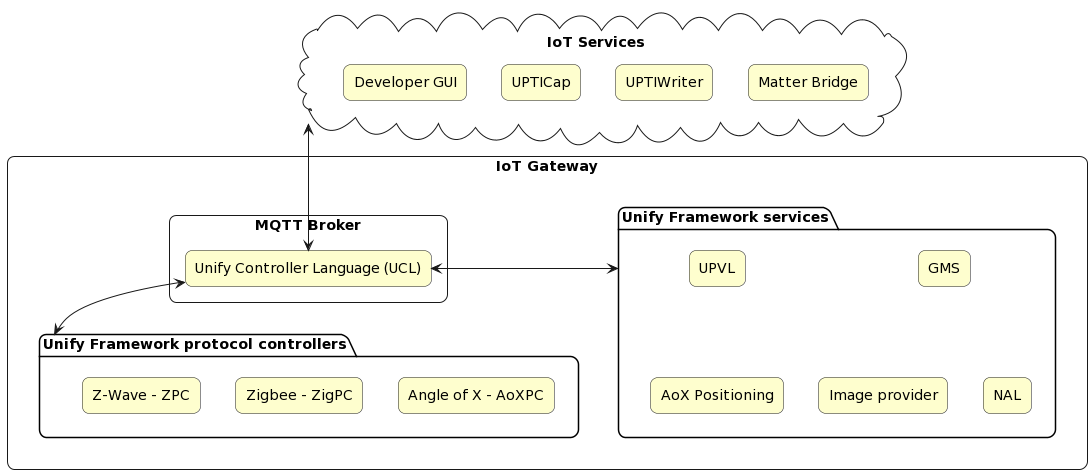 IoT Services
Developer GUI
UPTICap
UPTIWriter
Matter Bridge
IoT Gateway
MQTT Broker
Unify Controller Language (UCL)
Unify Framework services
UPVL
GMS
AoX Positioning
Image provider
NAL
Unify Framework protocol controllers
Z-Wave - ZPC
Zigbee - ZigPC
Angle of X - AoXPC